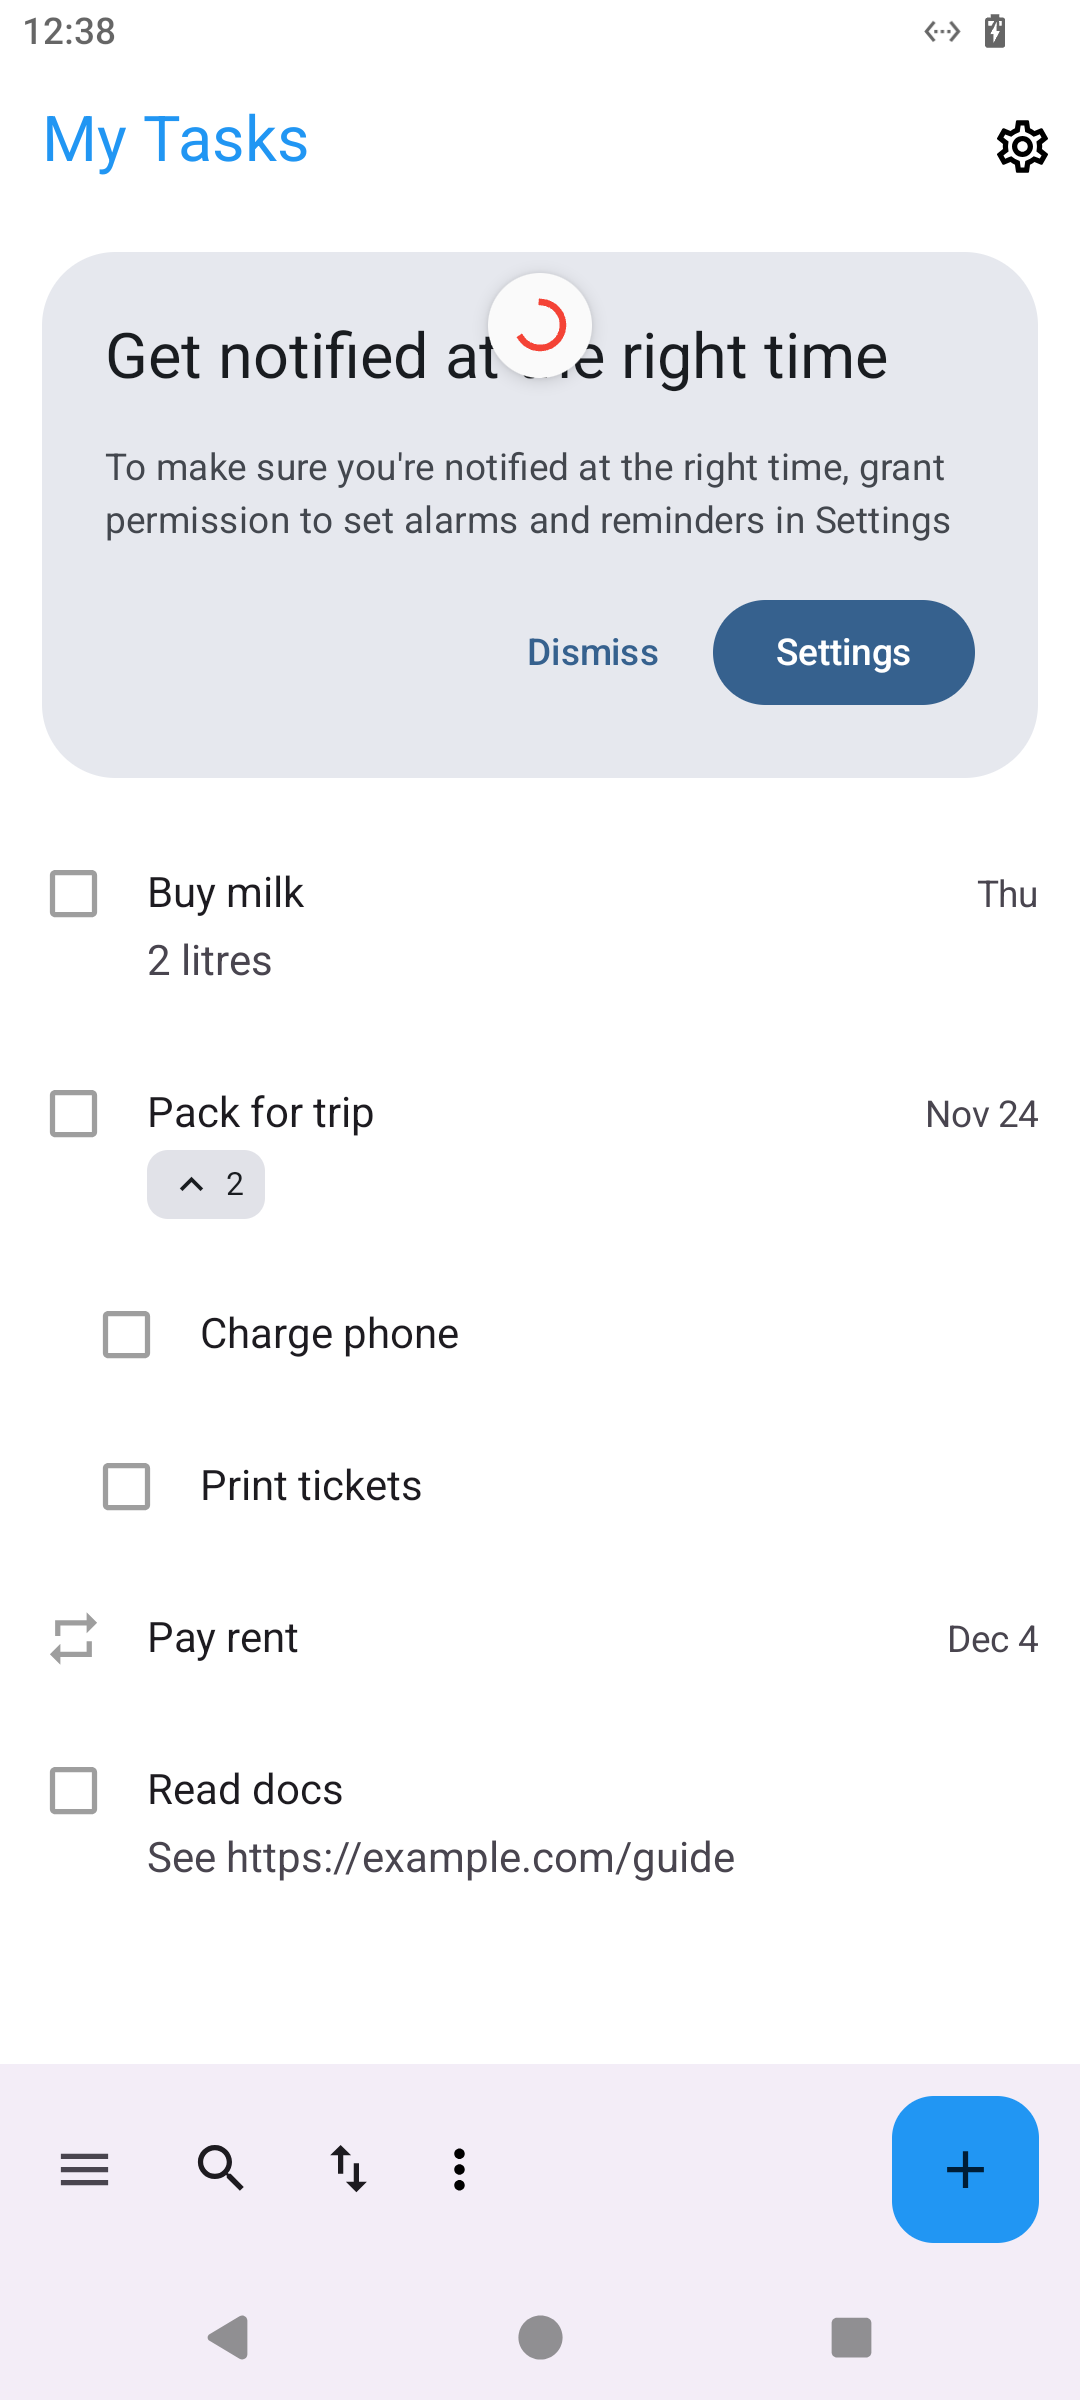 12:38
My Tasks
Get notified at the right time
To make sure you're notified at the right time, grant
permission to set alarms and reminders in Settings
Dismiss
Settings
Buy milk
Thu
2 litres
Pack for trip
Nov 24
2
Charge phone
Print tickets
Pay rent
Dec 4
Read docs
See https://example.com/guide